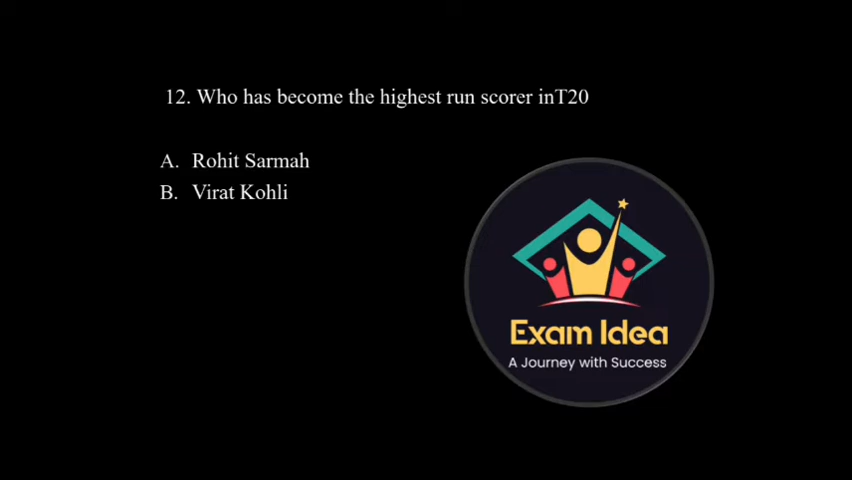 12. Who has become the highest run scorer inT20
A. Rohit Sarmah
B. Virat Kohli
Exam Idea
A Journey with Success